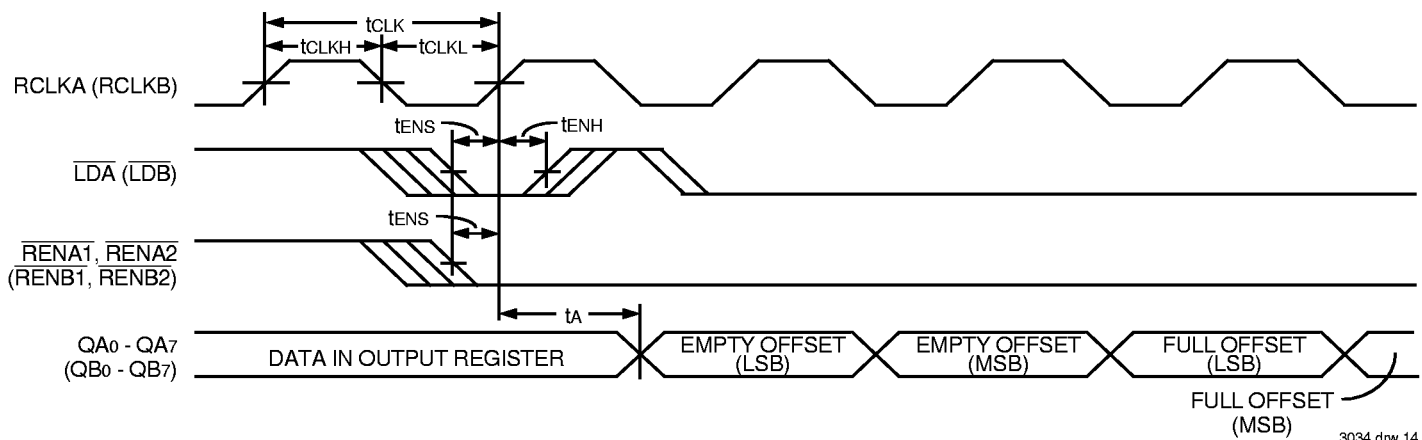 tCLK
tCLKH
tCLKL
RCLKA (RCLKB)
tENS
tENH
LDA (LDB)
tENS
RENA1, RENA2
(RENB1, RENB2)
tA
QA0 - QA7
(QB0 - QB7)
DATA IN OUTPUT REGISTER
EMPTY OFFSET
(LSB)
EMPTY OFFSET
(MSB)
FULL OFFSET
(LSB)
FULL OFFSET
(MSB)
3034 drw 14